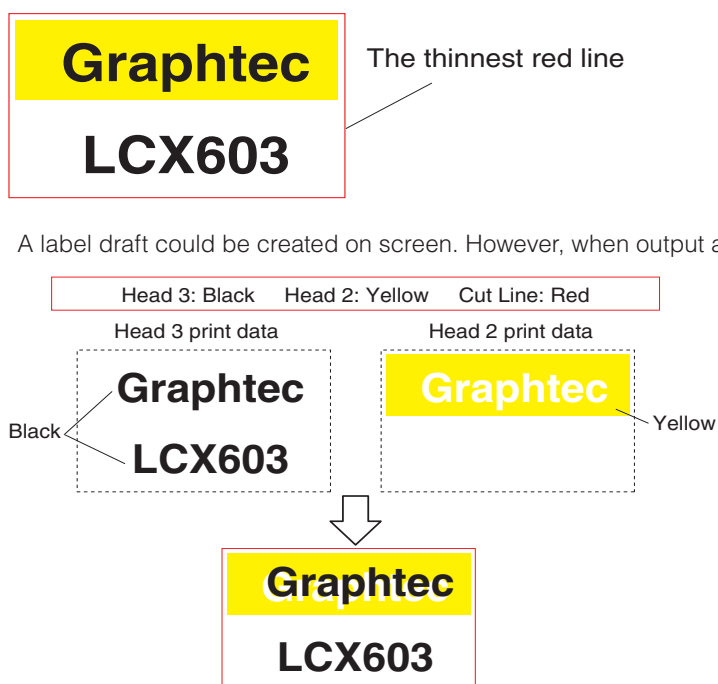 Graphtec
The thinnest red line
LCX603
A label draft could be created on screen. However, when output a
Head 3: Black Head 2: Yellow Cut Line: Red
Head 3 print data Head 2 print data
Graphtec Graphtec
Black Yellow
LCX603
Graphtec
LCX603